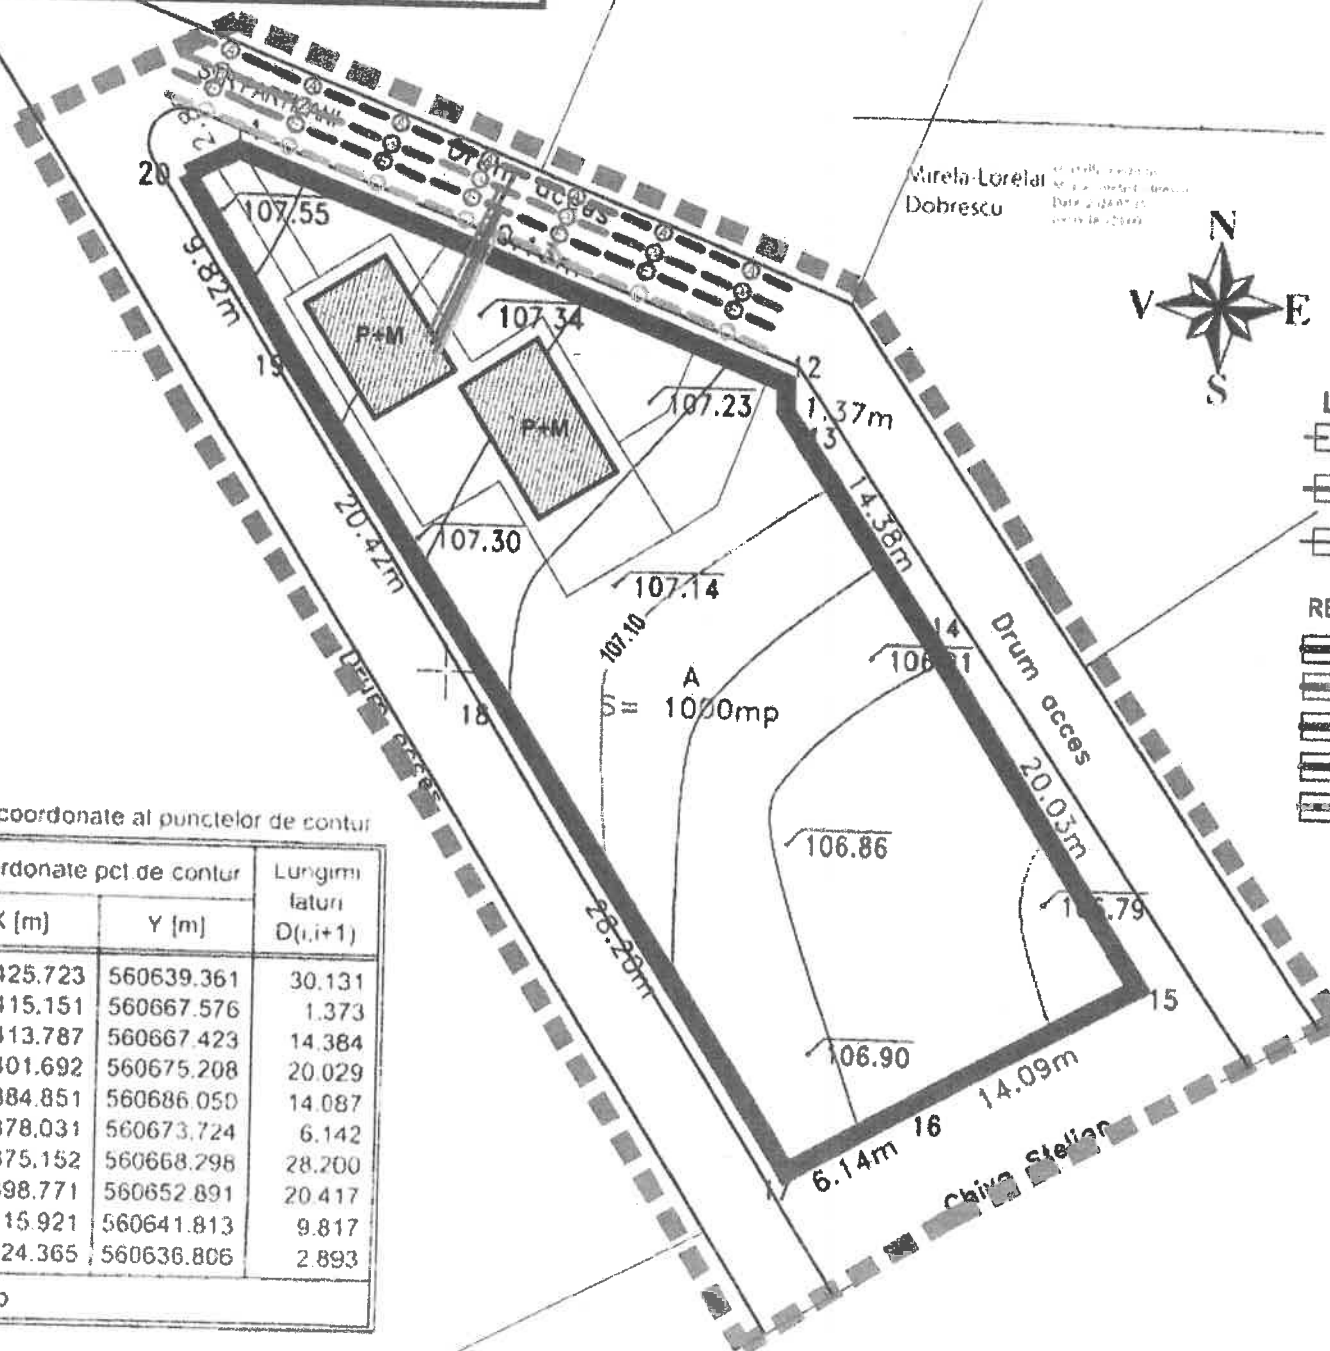 STR PARTIZANI
Drum acces
Mirela-Lorelai
Dobrescu
N
V
E
S
20
107.55
9.82m
P+M
107.34
P+M
19
12
107.23
1.37m
13
14.38m
20.42m
107.30
107.14
107.10
14
Drum acces
A
S = 1000mp
18
Drum acces
20.03m
106.86
28.20m
106.79
15
106.90
14.09m
16
6.14m
17
Chiva Stelian
RE
coordonate al punctelor de contur
rdonate pct.de contur
Lungimi
laturi
D(i,i+1)
X [m]
Y [m]
425.723 560639.361 30.131
415.151 560667.576 1.373
413.787 560667.423 14.384
401.692 560675.208 20.029
384.851 560686.050 14.087
378.031 560673.724 6.142
375.152 560668.298 28.200
98.771 560652.891 20.417
15.921 560641.813 9.817
24.365 560636.806 2.893